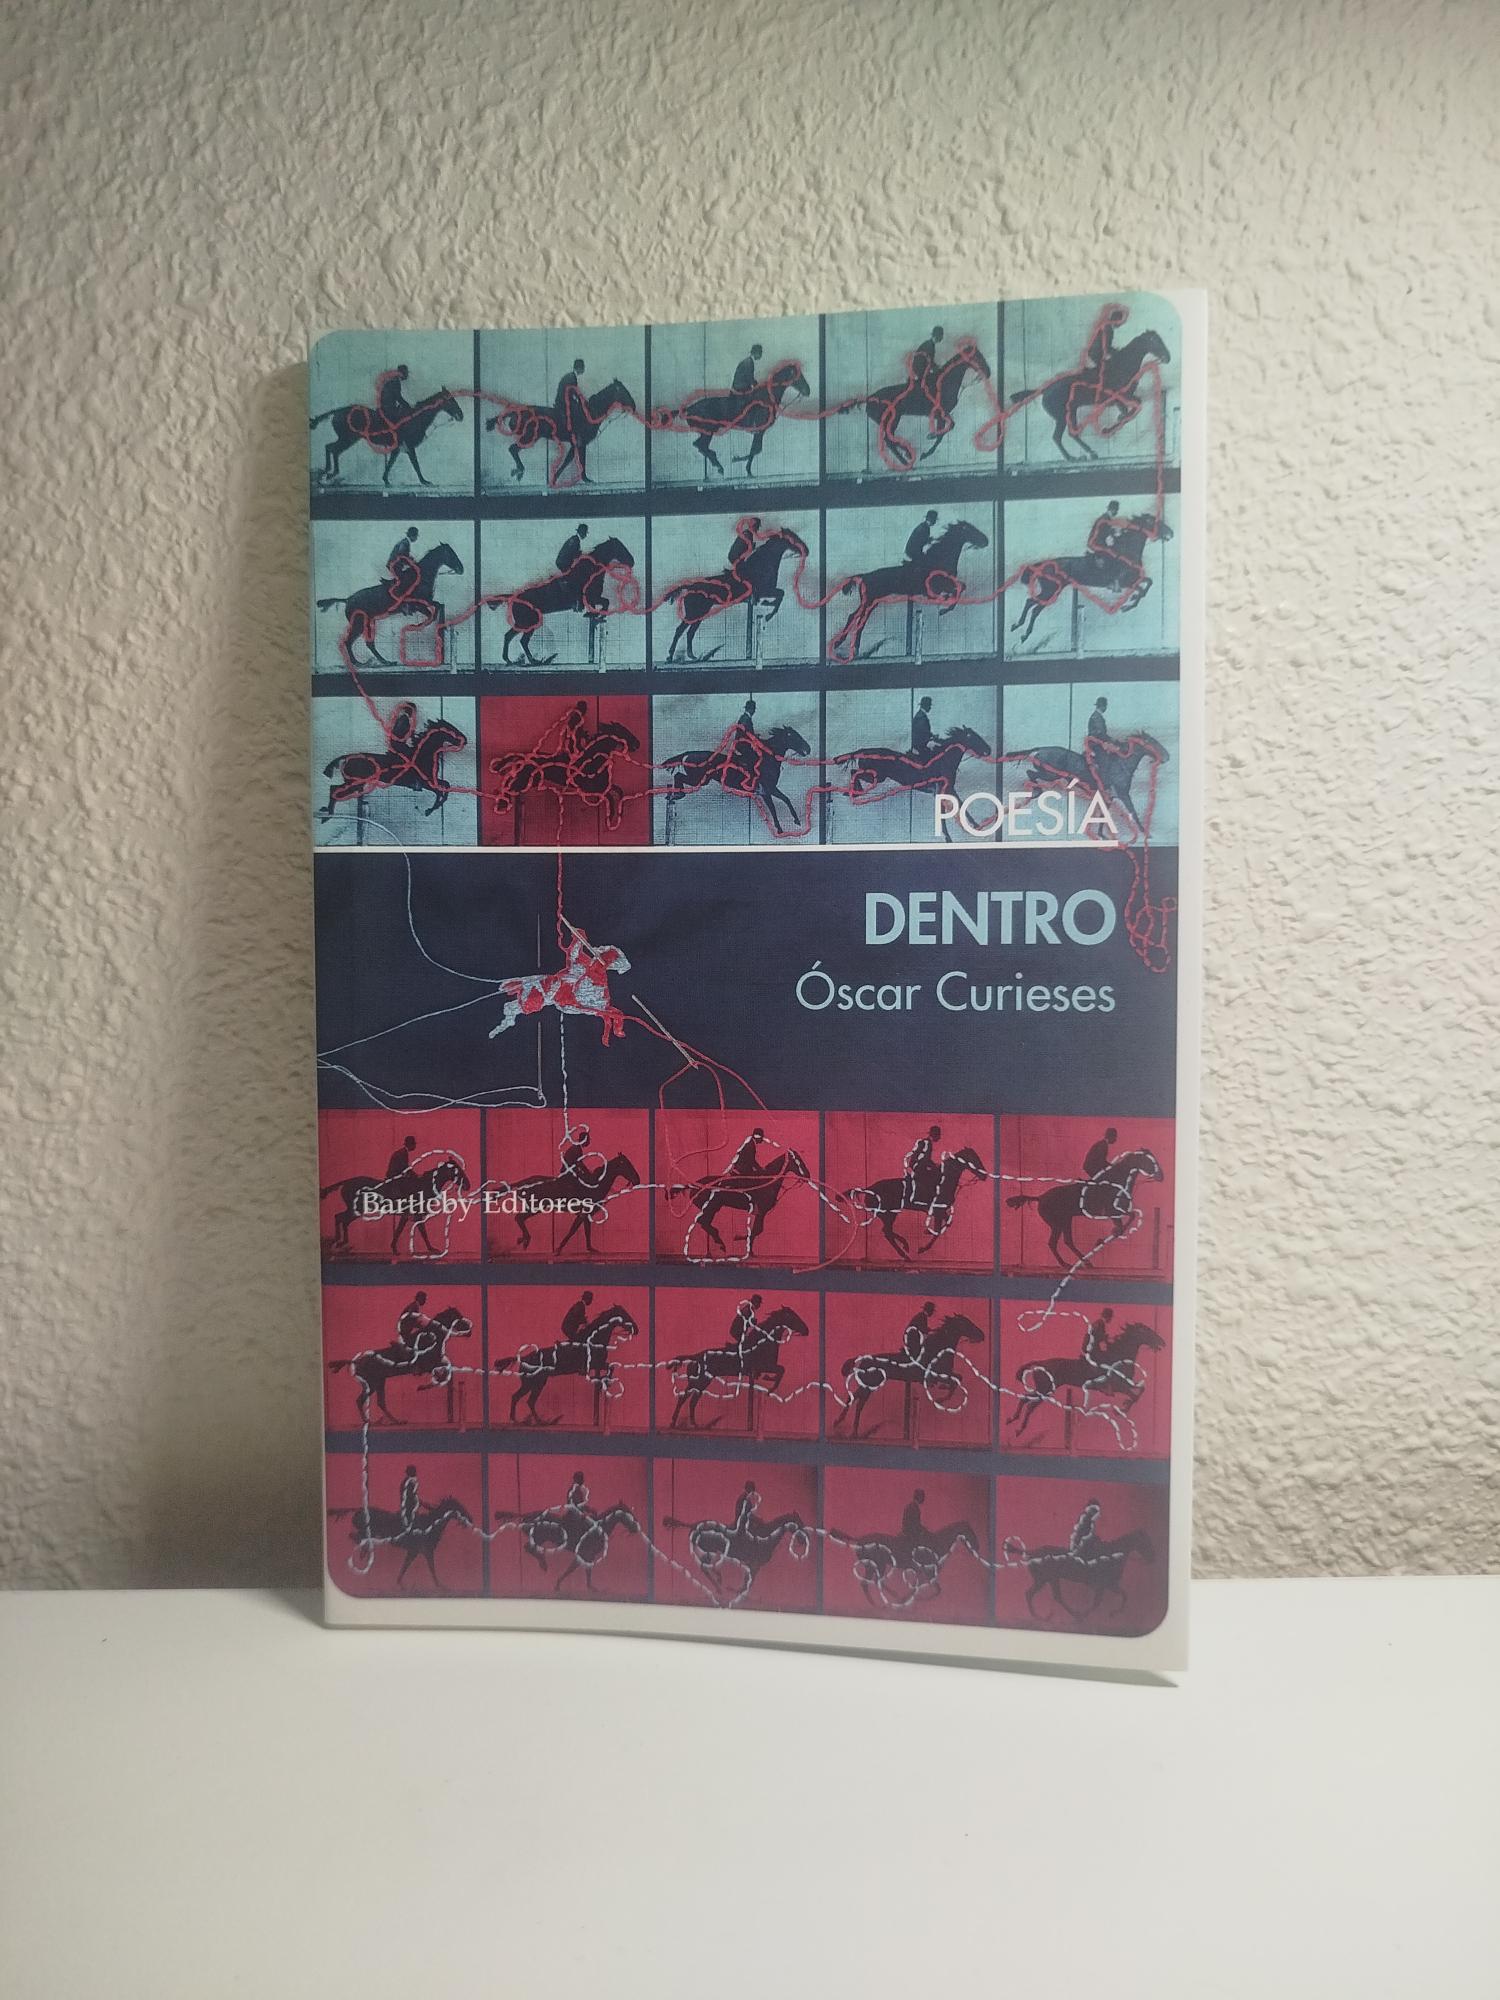 POESÍA
DENTRO
Óscar Curieses
Bartleby Editores